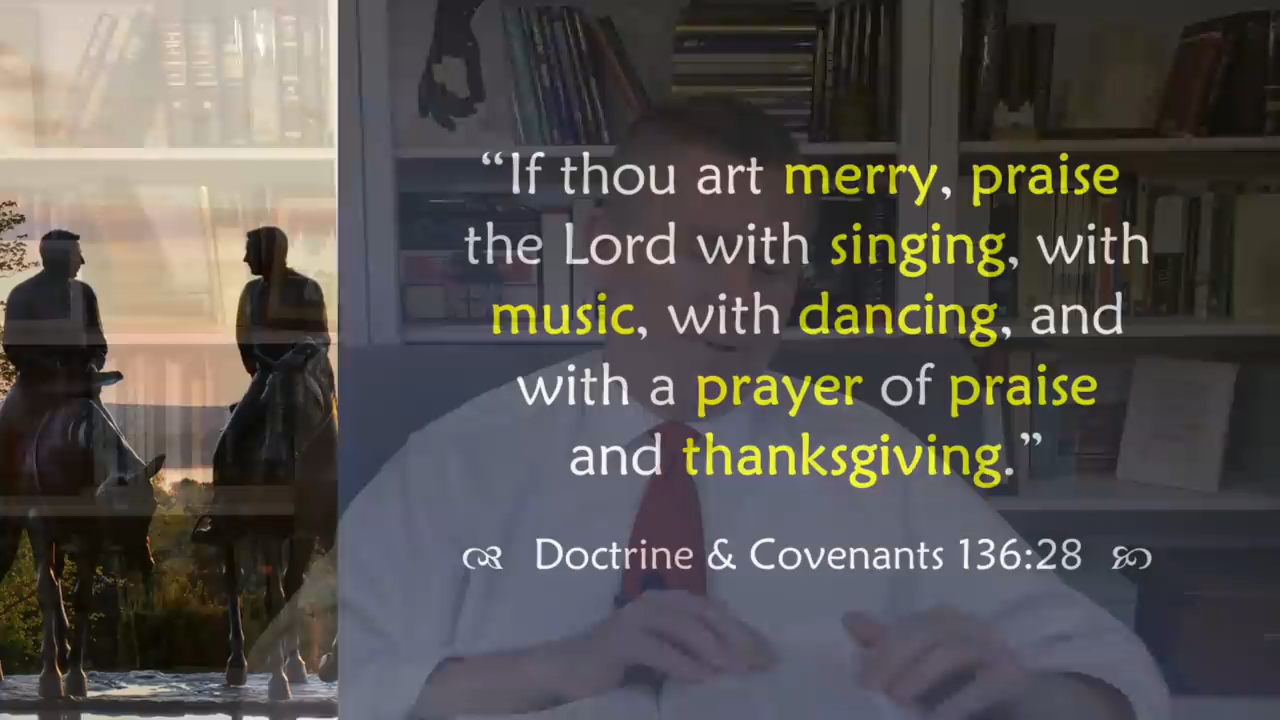 “If thou art merry, praise
the Lord with singing, with
music, with dancing, and
with a prayer of praise
and thanksgiving.”
Doctrine & Covenants 136:28